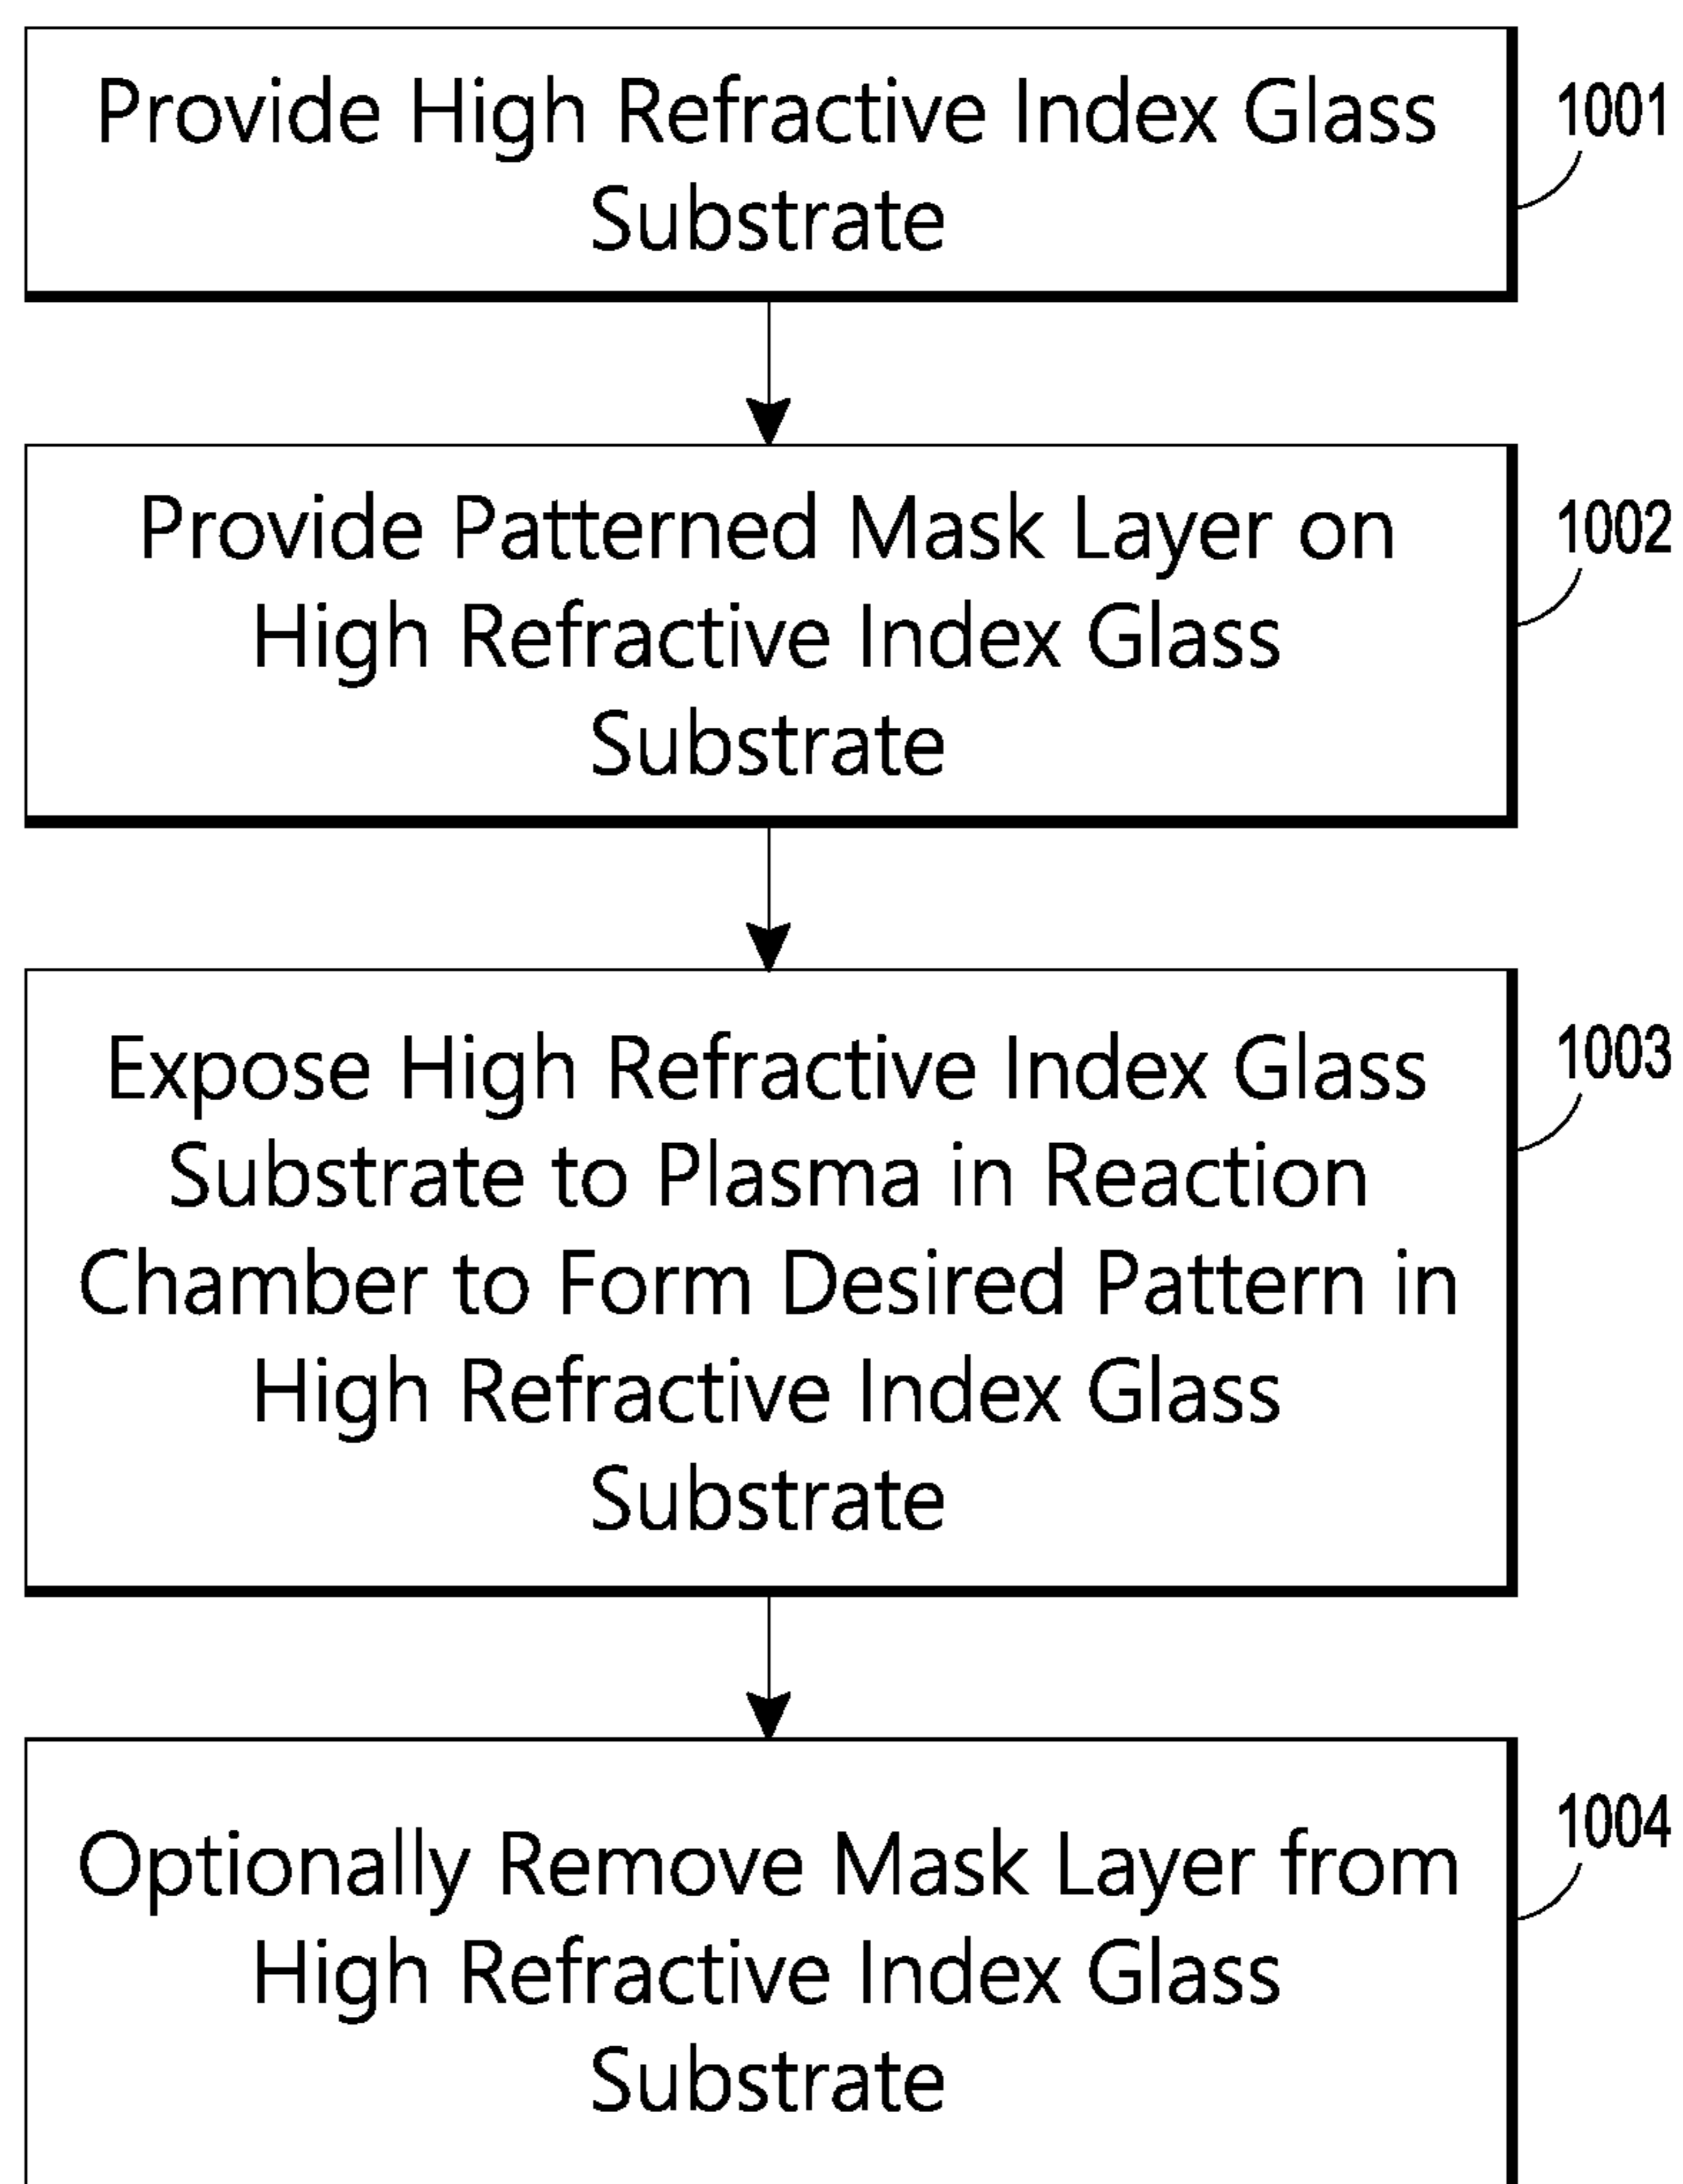 Provide High Refractive Index Glass
Substrate
1001
Provide Patterned Mask Layer on
High Refractive Index Glass
Substrate
1002
Expose High Refractive Index Glass
Substrate to Plasma in Reaction
Chamber to Form Desired Pattern in
High Refractive Index Glass
Substrate
1003
Optionally Remove Mask Layer from
High Refractive Index Glass
Substrate
1004